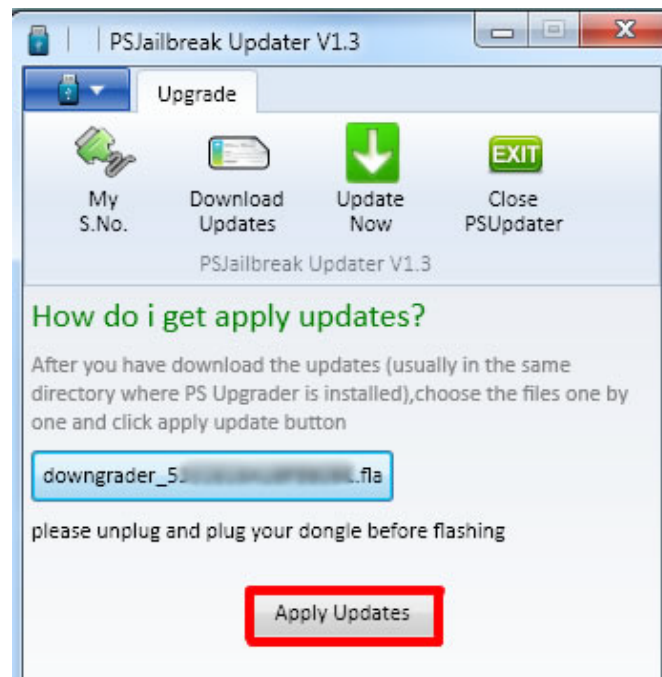 PSJailbreak Updater V1.3
Upgrade
My S.No.
Download Updates
Update Now
EXIT
Close PSUpdater
PSJailbreak Updater V1.3
How do i get apply updates?
After you have download the updates (usually in the same
directory where PS Upgrader is installed),choose the files one by
one and click apply update button
downgrader_5 .fla
please unplug and plug your dongle before flashing
Apply Updates